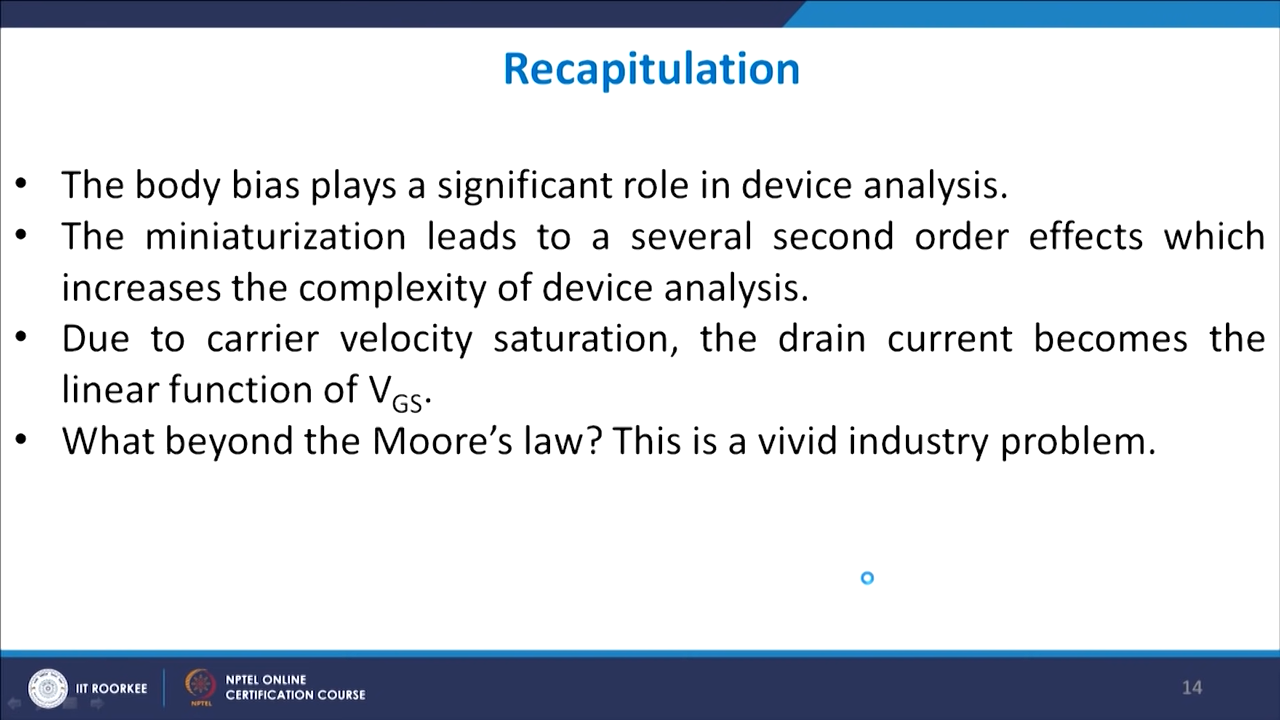 Recapitulation
• The body bias plays a significant role in device analysis.
• The miniaturization leads to a several second order effects which
increases the complexity of device analysis.
• Due to carrier velocity saturation, the drain current becomes the
linear function of VGS.
• What beyond the Moore's law? This is a vivid industry problem.
IIT ROORKEE
NPTEL
NPTEL ONLINE
CERTIFICATION COURSE
14